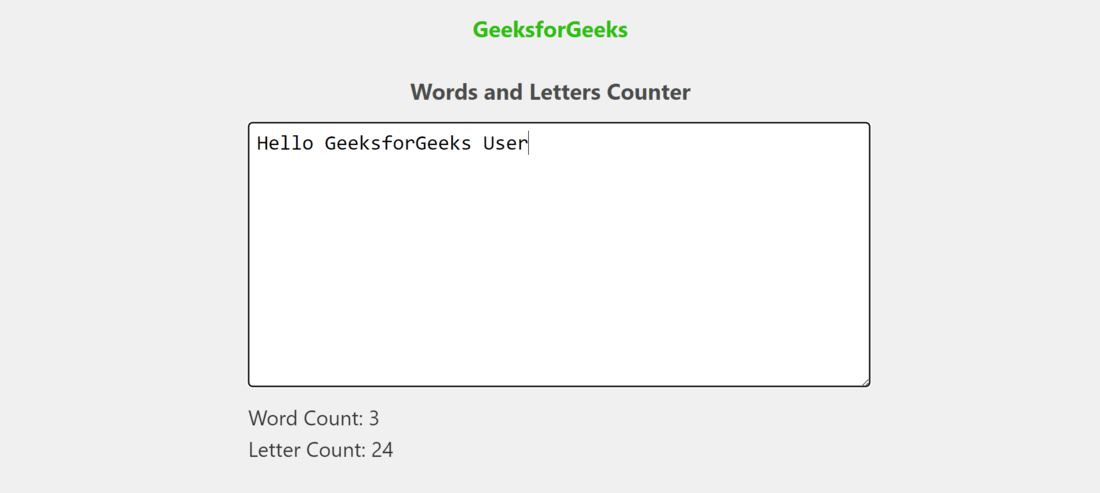 GeeksforGeeks
Words and Letters Counter
Hello GeeksforGeeks User
Word Count: 3
Letter Count: 24